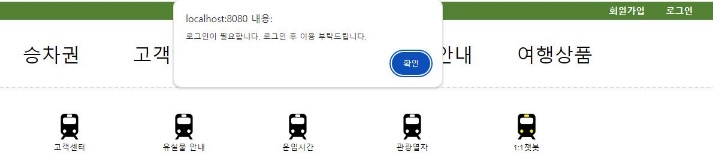 회원가입 로그인
localhost:8080 내용:
로그인이 필요합니다. 로그인 후 이용 부탁드립니다.
확인
승차권 고객 안내 여행상품
고객센터 유실물 안내 운임시간 관광열차 1:1챗봇